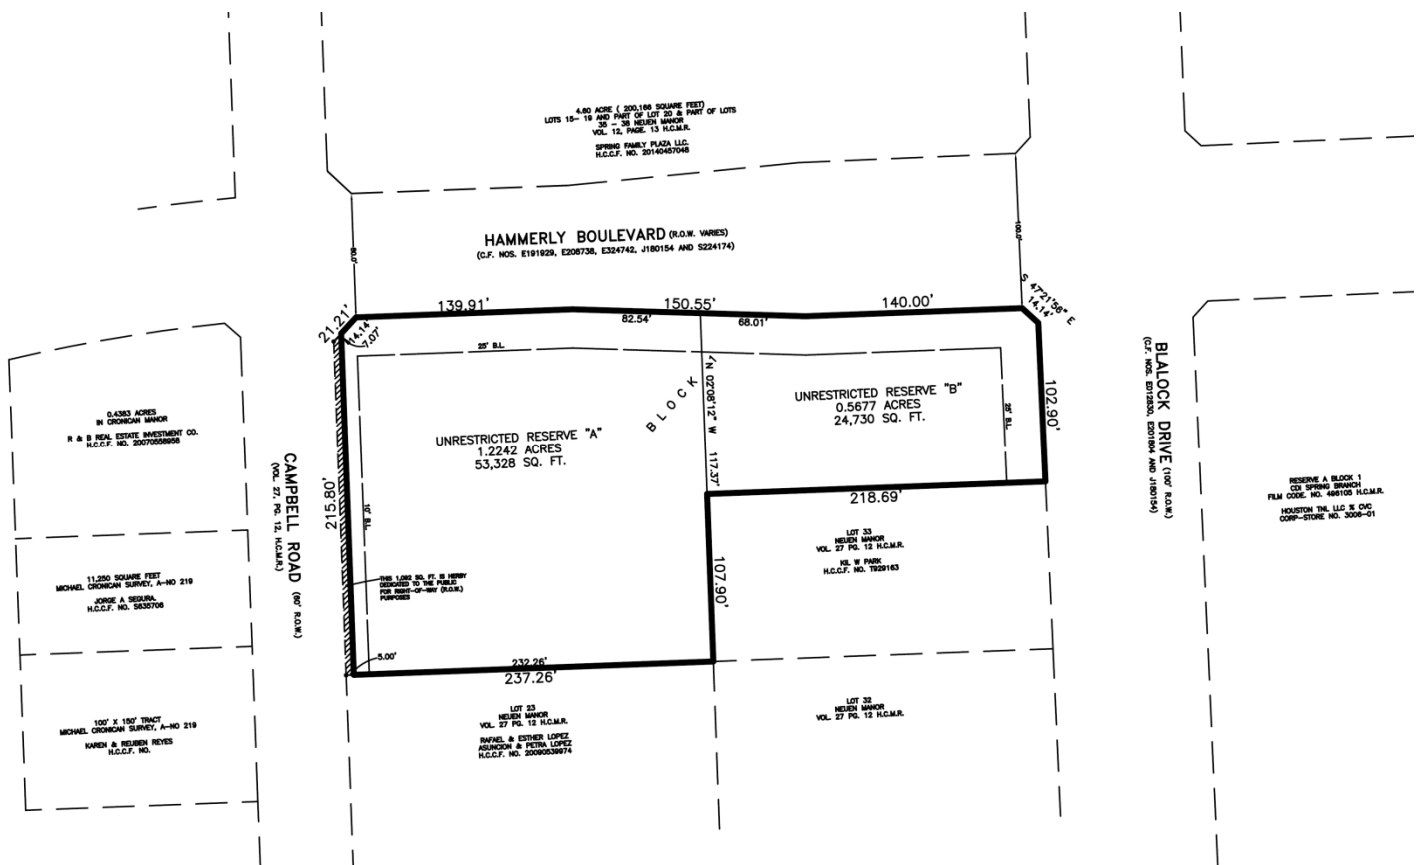 4.60 ACRE ( 200,166 SQUARE FEET)
LOTS 15- 19 AND PART OF LOT 20 & PART OF LOTS
35 - 38 NEUEN MANOR
VOL. 12, PAGE. 13 H.C.M.R.
SPRING FAMILY PLAZA LLC.
H.C.C.F. NO. 20140457048
HAMMERLY BOULEVARD (R.O.W. VARIES)
(C.F. NOS. E191929, E208738, E324742, J180154 AND S224174)
80.0'
100.0'
S 47°21'56" E
14.14'
21.21'
14.14'
7.07'
139.91'
150.55'
140.00'
82.54'
68.01'
25' B.L.
BLOCK
N 02°08'12" W 117.37'
UNRESTRICTED RESERVE "A"
1.2242 ACRES
53,328 SQ. FT.
UNRESTRICTED RESERVE "B"
0.5677 ACRES
24,730 SQ. FT.
25' B.L.
102.90'
BLALOCK DRIVE (100' R.O.W.)
(C.F. NOS. E012830, E201804 AND J180154)
0.4383 ACRES
IN CRONICAN MANOR
R & B REAL ESTATE INVESTMENT CO.
H.C.C.F. NO. 20070558956
CAMPBELL ROAD (60' R.O.W.)
(VOL. 27, PG. 12, H.C.M.R.)
215.80'
10' B.L.
218.69'
107.90'
LOT 33
NEUEN MANOR
VOL. 27 PG. 12 H.C.M.R.
KIL W PARK
H.C.C.F. NO. T929163
RESERVE A BLOCK 1
CDI SPRING BRANCH
FILM CODE. NO. 496105 H.C.M.R.
HOUSTON TNL LLC % CVC
CORP-STORE NO. 3006-01
11,250 SQUARE FEET
MICHAEL CRONICAN SURVEY, A-NO 219
JORGE A SEGURA.
H.C.C.F. NO. S635706
THIS 1,082 SQ. FT. IS HERBY
DEDICATED TO THE PUBLIC
FOR RIGHT-OF-WAY (R.O.W.)
PURPOSES
5.00'
232.26'
237.26'
100' X 150' TRACT
MICHAEL CRONICAN SURVEY, A-NO 219
KAREN & REUBEN REYES
H.C.C.F. NO.
LOT 23
NEUEN MANOR
VOL. 27 PG. 12 H.C.M.R.
RAFAEL & ESTHER LOPEZ
ASUNCION & PETRA LOPEZ
H.C.C.F. NO. 20090539974
LOT 32
NEUEN MANOR
VOL. 27 PG. 12 H.C.M.R.